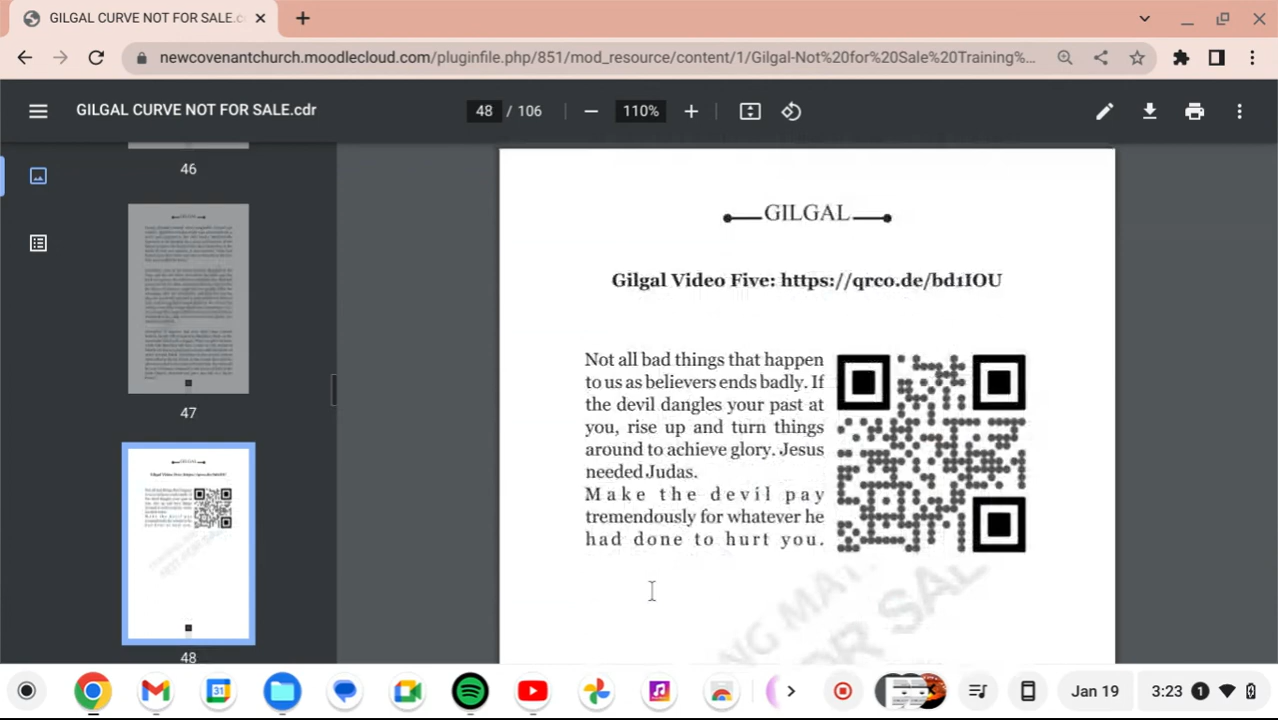 GILGAL CURVE NOT FOR SALE.c
newcovenantchurch.moodlecloud.com/pluginfile.php/851/mod_resource/content/1/Gilgal-Not%20for%20Sale%20Training%...
GILGAL CURVE NOT FOR SALE.cdr
48 / 106
110%
46
47
48
GILGAL
Gilgal Video Five: https://qrco.de/bd1IOU
Not all bad things that happen
to us as believers ends badly. If
the devil dangles your past at
you, rise up and turn things
around to achieve glory. Jesus
needed Judas.
Make the devil pay
tremendously for whatever he
had done to hurt you.
SALE
Jan 19
3:23
1